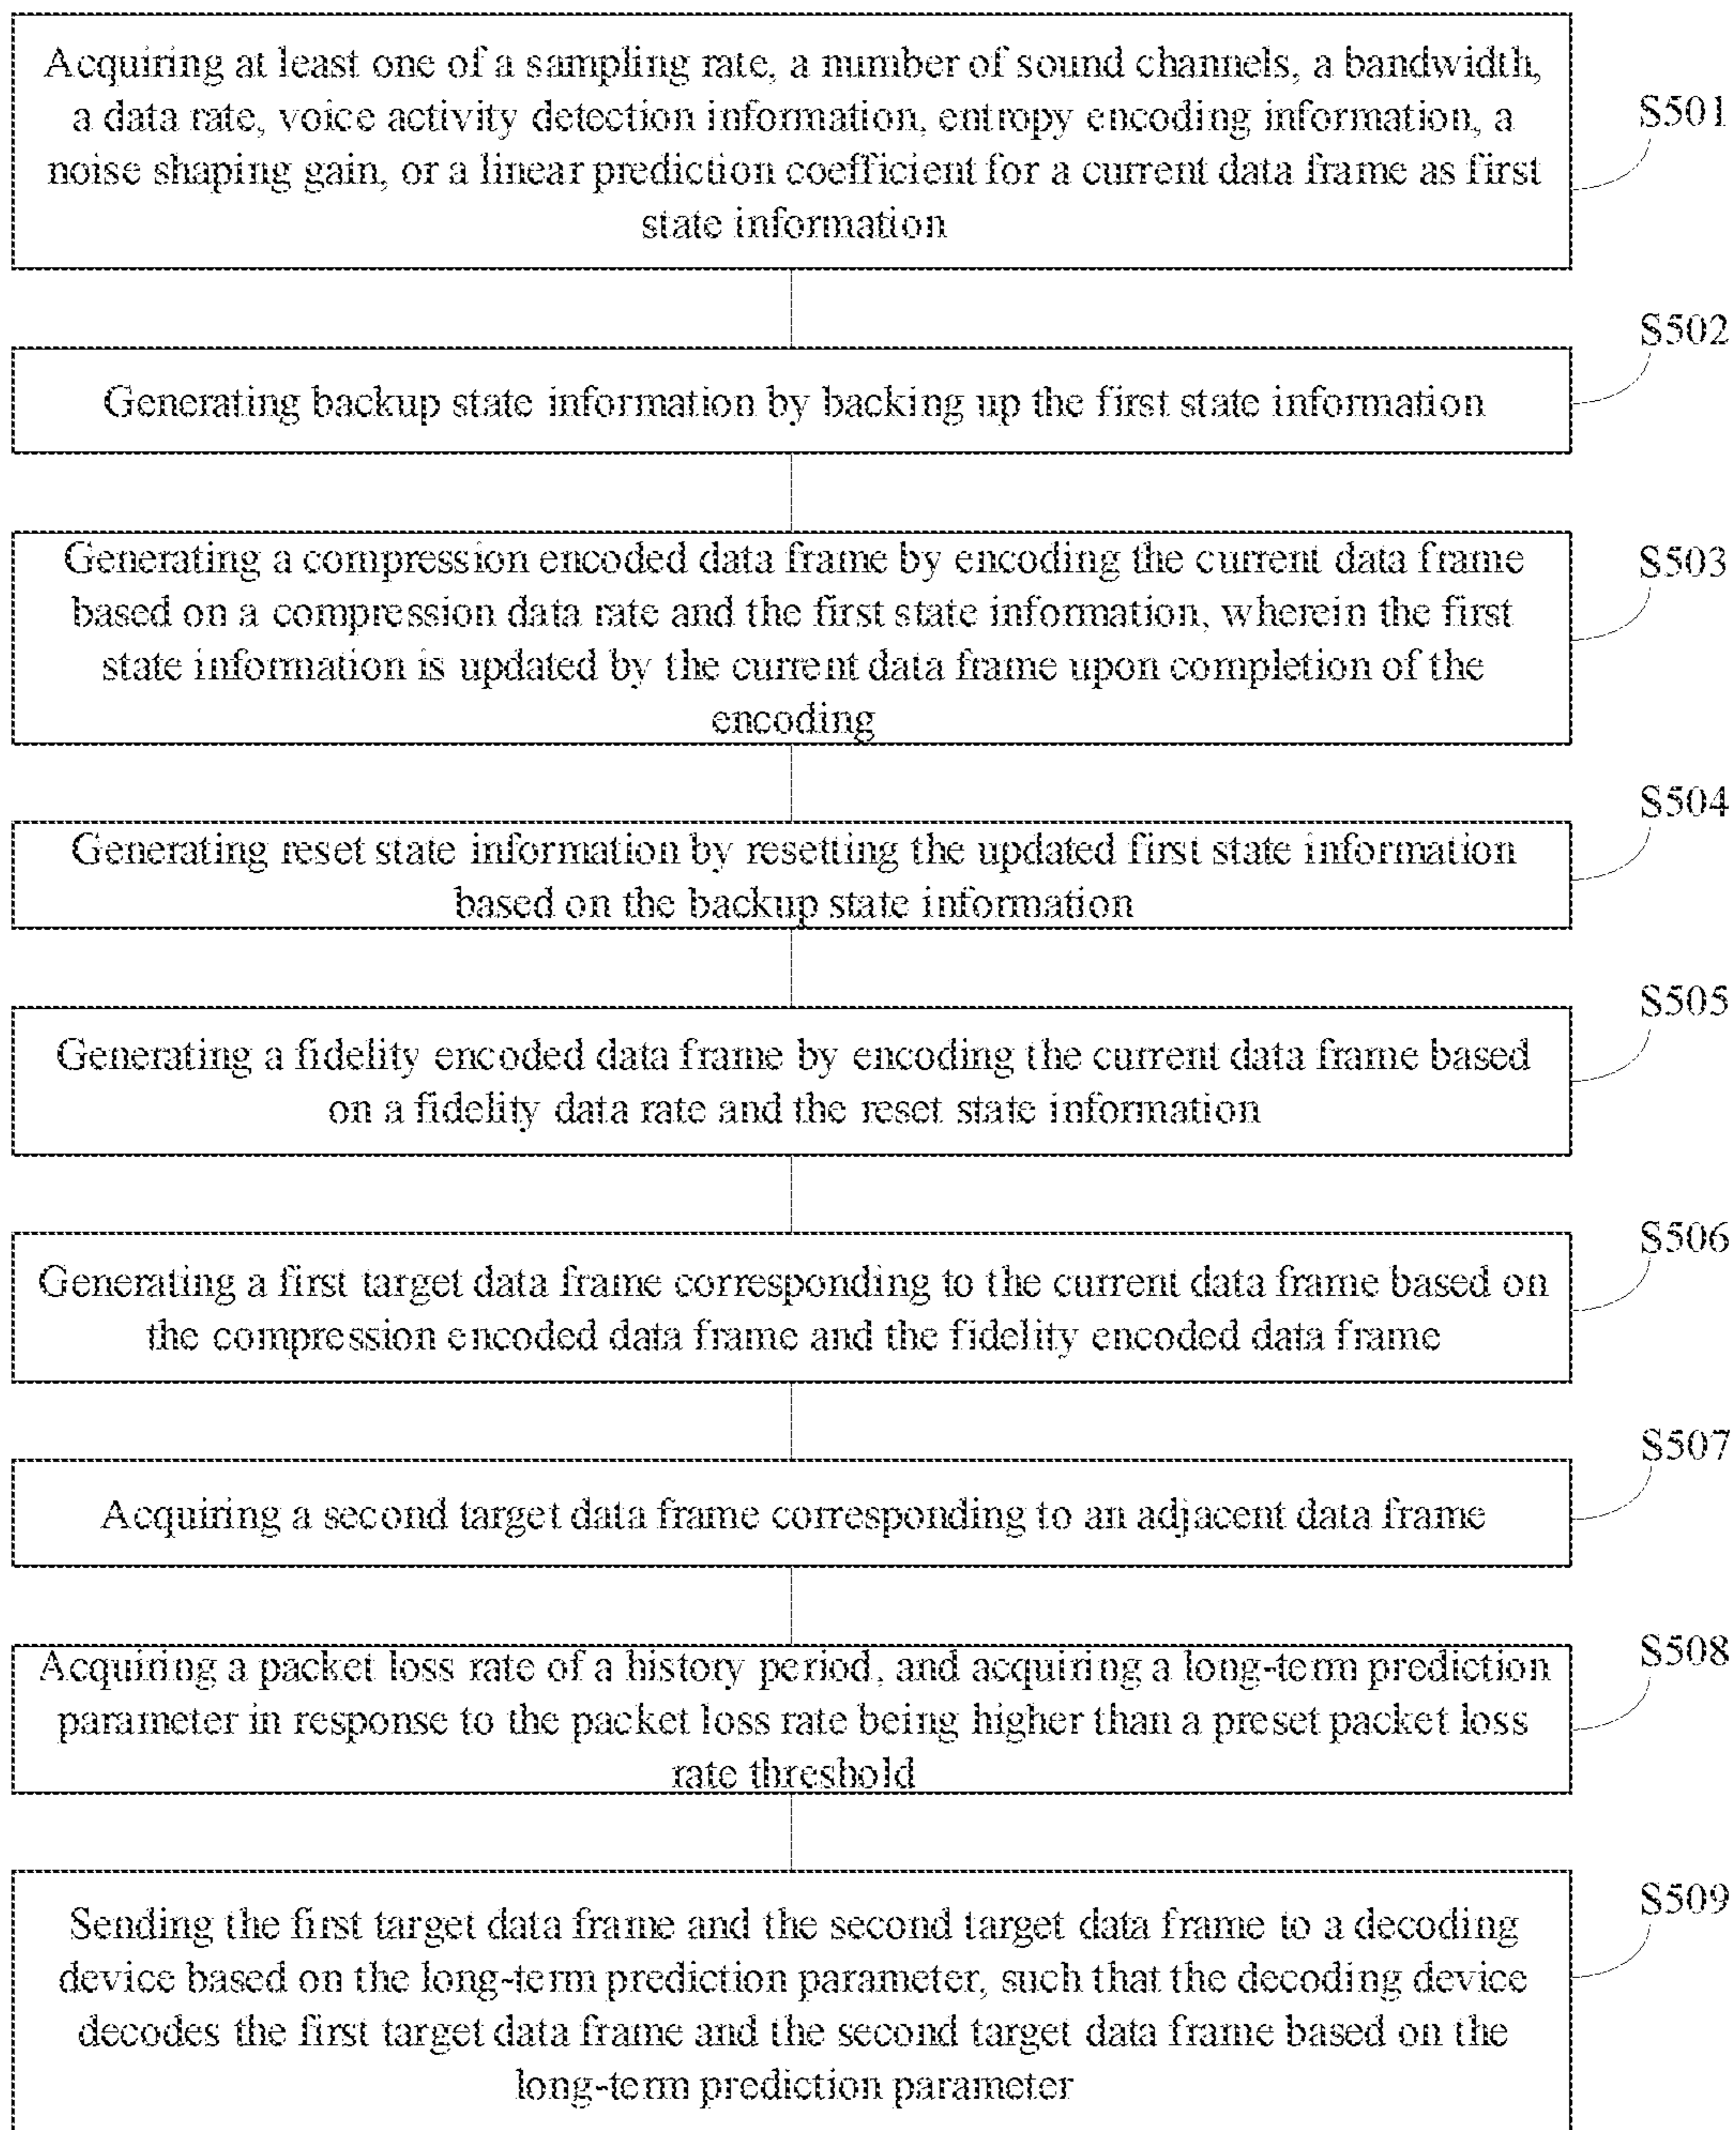 Acquiring at least one of a sampling rate, a number of sound channels, a bandwidth,
a data rate, voice activity detection information, entropy encoding information, a
noise shaping gain, or a linear prediction coefficient for a current data frame as first
state information
S501
S502
Generating backup state information by backing up the first state information
Generating a compression encoded data frame by encoding the current data frame
based on a compression data rate and the first state information, wherein the first
state information is updated by the current data frame upon completion of the
encoding
S503
S504
Generating reset state information by resetting the updated first state information
based on the backup state information
S505
Generating a fidelity encoded data frame by encoding the current data frame based
on a fidelity data rate and the reset state information
S506
Generating a first target data frame corresponding to the current data frame based on
the compression encoded data frame and the fidelity encoded data frame
S507
Acquiring a second target data frame corresponding to an adjacent data frame
S508
Acquiring a packet loss rate of a history period, and acquiring a long-term prediction
parameter in response to the packet loss rate being higher than a preset packet loss
rate threshold
S509
Sending the first target data frame and the second target data frame to a decoding
device based on the long-term prediction parameter, such that the decoding device
decodes the first target data frame and the second target data frame based on the
long-term prediction parameter